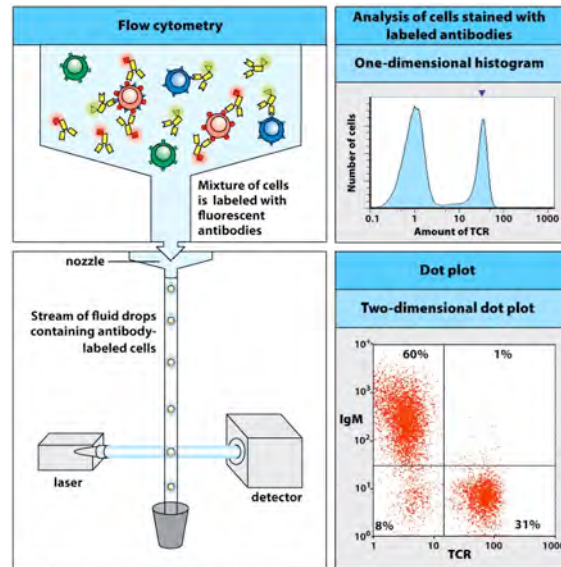 Flow cytometry
Mixture of cells
is labeled with
fluorescent
antibodies
nozzle
Stream of fluid drops
containing antibody-
labeled cells
laser
detector
Analysis of cells stained with
labeled antibodies
One-dimensional histogram
Number of cells
0.1 1 10 100 1000
Amount of TCR
Dot plot
Two-dimensional dot plot
10⁴ 60% 1%
10³
IgM
10²
10¹
8% 31%
10⁰
1 10 100 1000
TCR